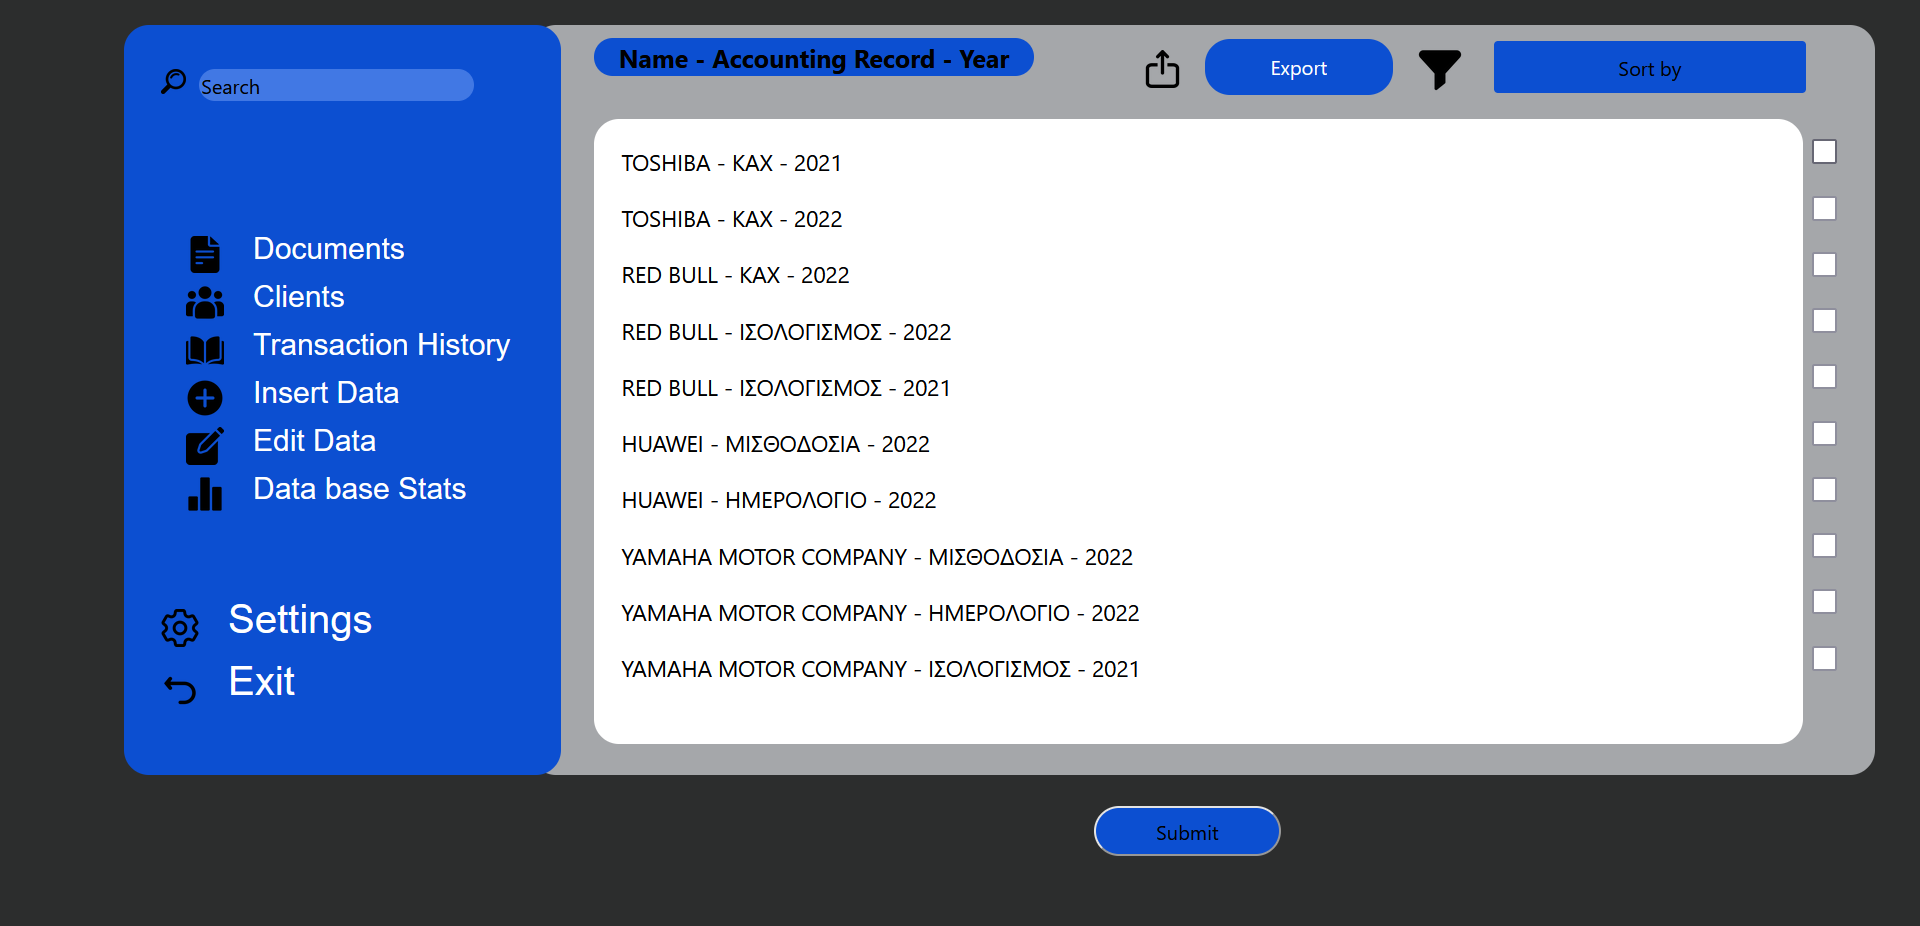 Search
Documents
Clients
Transaction History
Insert Data
Edit Data
Data base Stats
Settings
Exit
Name - Accounting Record - Year
Export
Sort by
TOSHIBA - ΚΑΧ - 2021
TOSHIBA - ΚΑΧ - 2022
RED BULL - ΚΑΧ - 2022
RED BULL - ΙΣΟΛΟΓΙΣΜΟΣ - 2022
RED BULL - ΙΣΟΛΟΓΙΣΜΟΣ - 2021
HUAWEI - ΜΙΣΘΟΔΟΣΙΑ - 2022
HUAWEI - ΗΜΕΡΟΛΟΓΙΟ - 2022
YAMAHA MOTOR COMPANY - ΜΙΣΘΟΔΟΣΙΑ - 2022
YAMAHA MOTOR COMPANY - ΗΜΕΡΟΛΟΓΙΟ - 2022
YAMAHA MOTOR COMPANY - ΙΣΟΛΟΓΙΣΜΟΣ - 2021
Submit